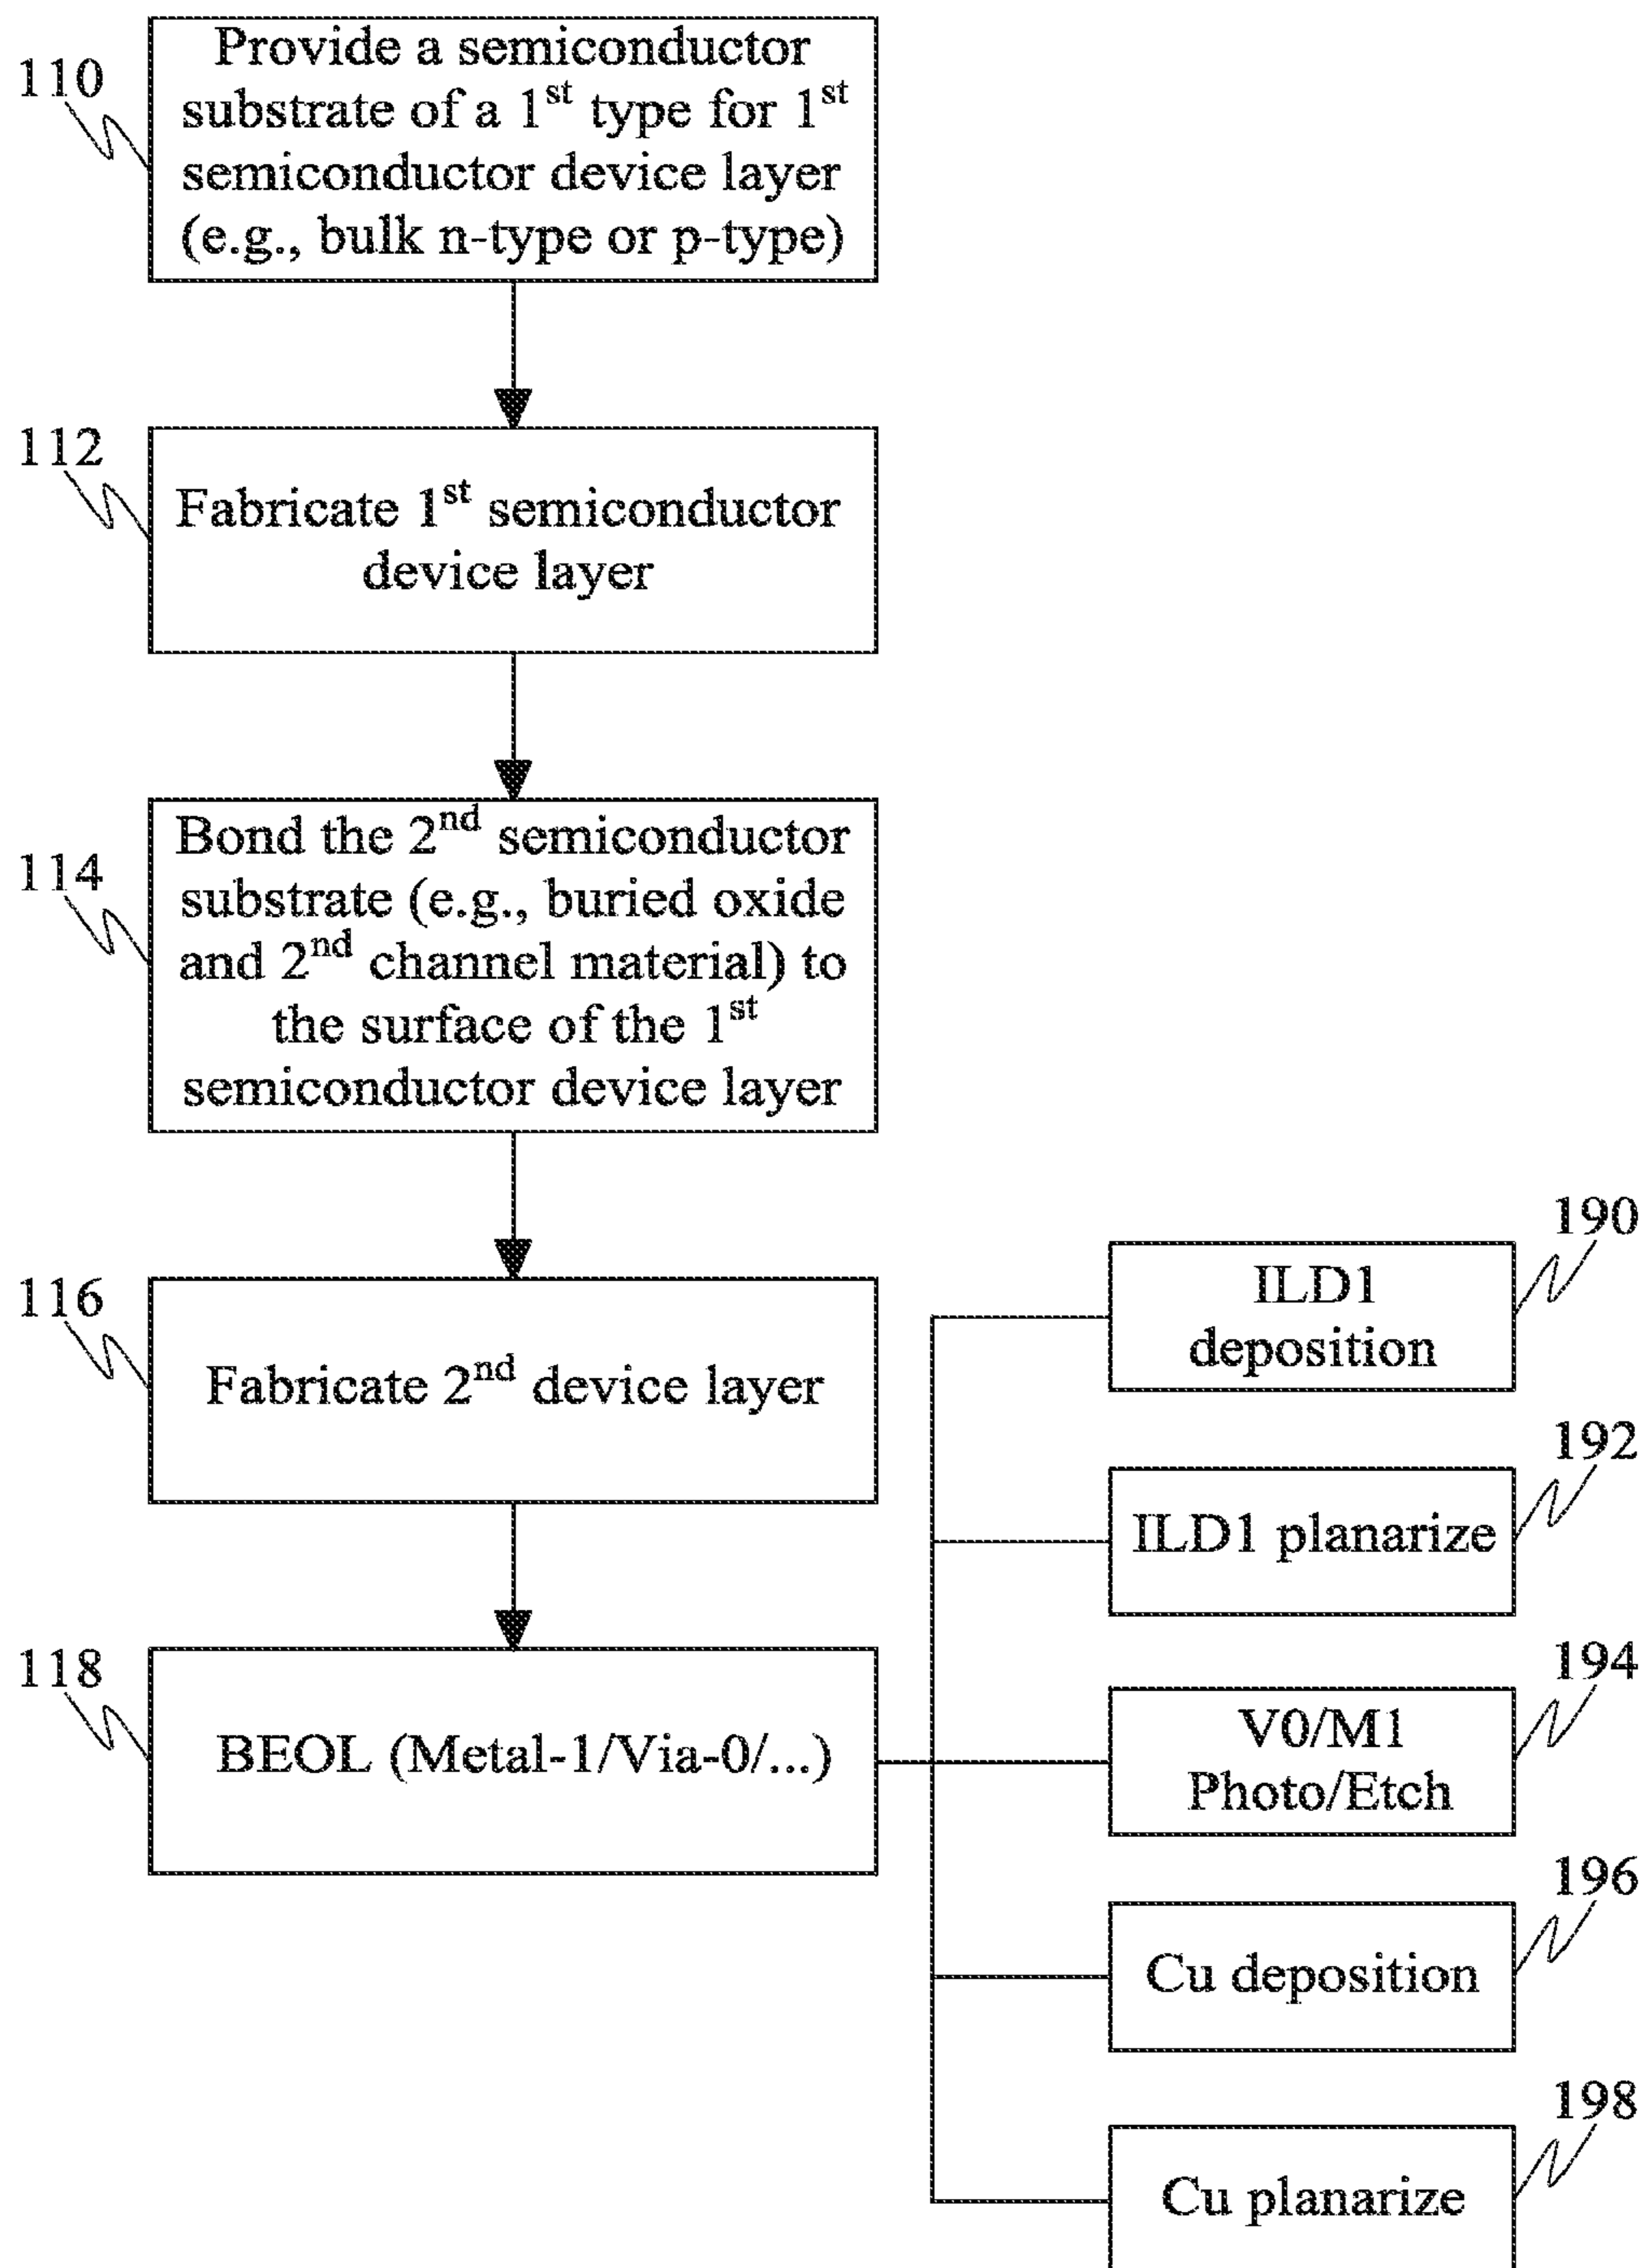 110
Provide a semiconductor
substrate of a 1st type for 1st
semiconductor device layer
(e.g., bulk n-type or p-type)
112
Fabricate 1st semiconductor
device layer
114
Bond the 2nd semiconductor
substrate (e.g., buried oxide
and 2nd channel material) to
the surface of the 1st
semiconductor device layer
116
Fabricate 2nd device layer
118
BEOL (Metal-1/Via-0/...)
190
ILD1
deposition
192
ILD1 planarize
194
V0/M1
Photo/Etch
196
Cu deposition
198
Cu planarize